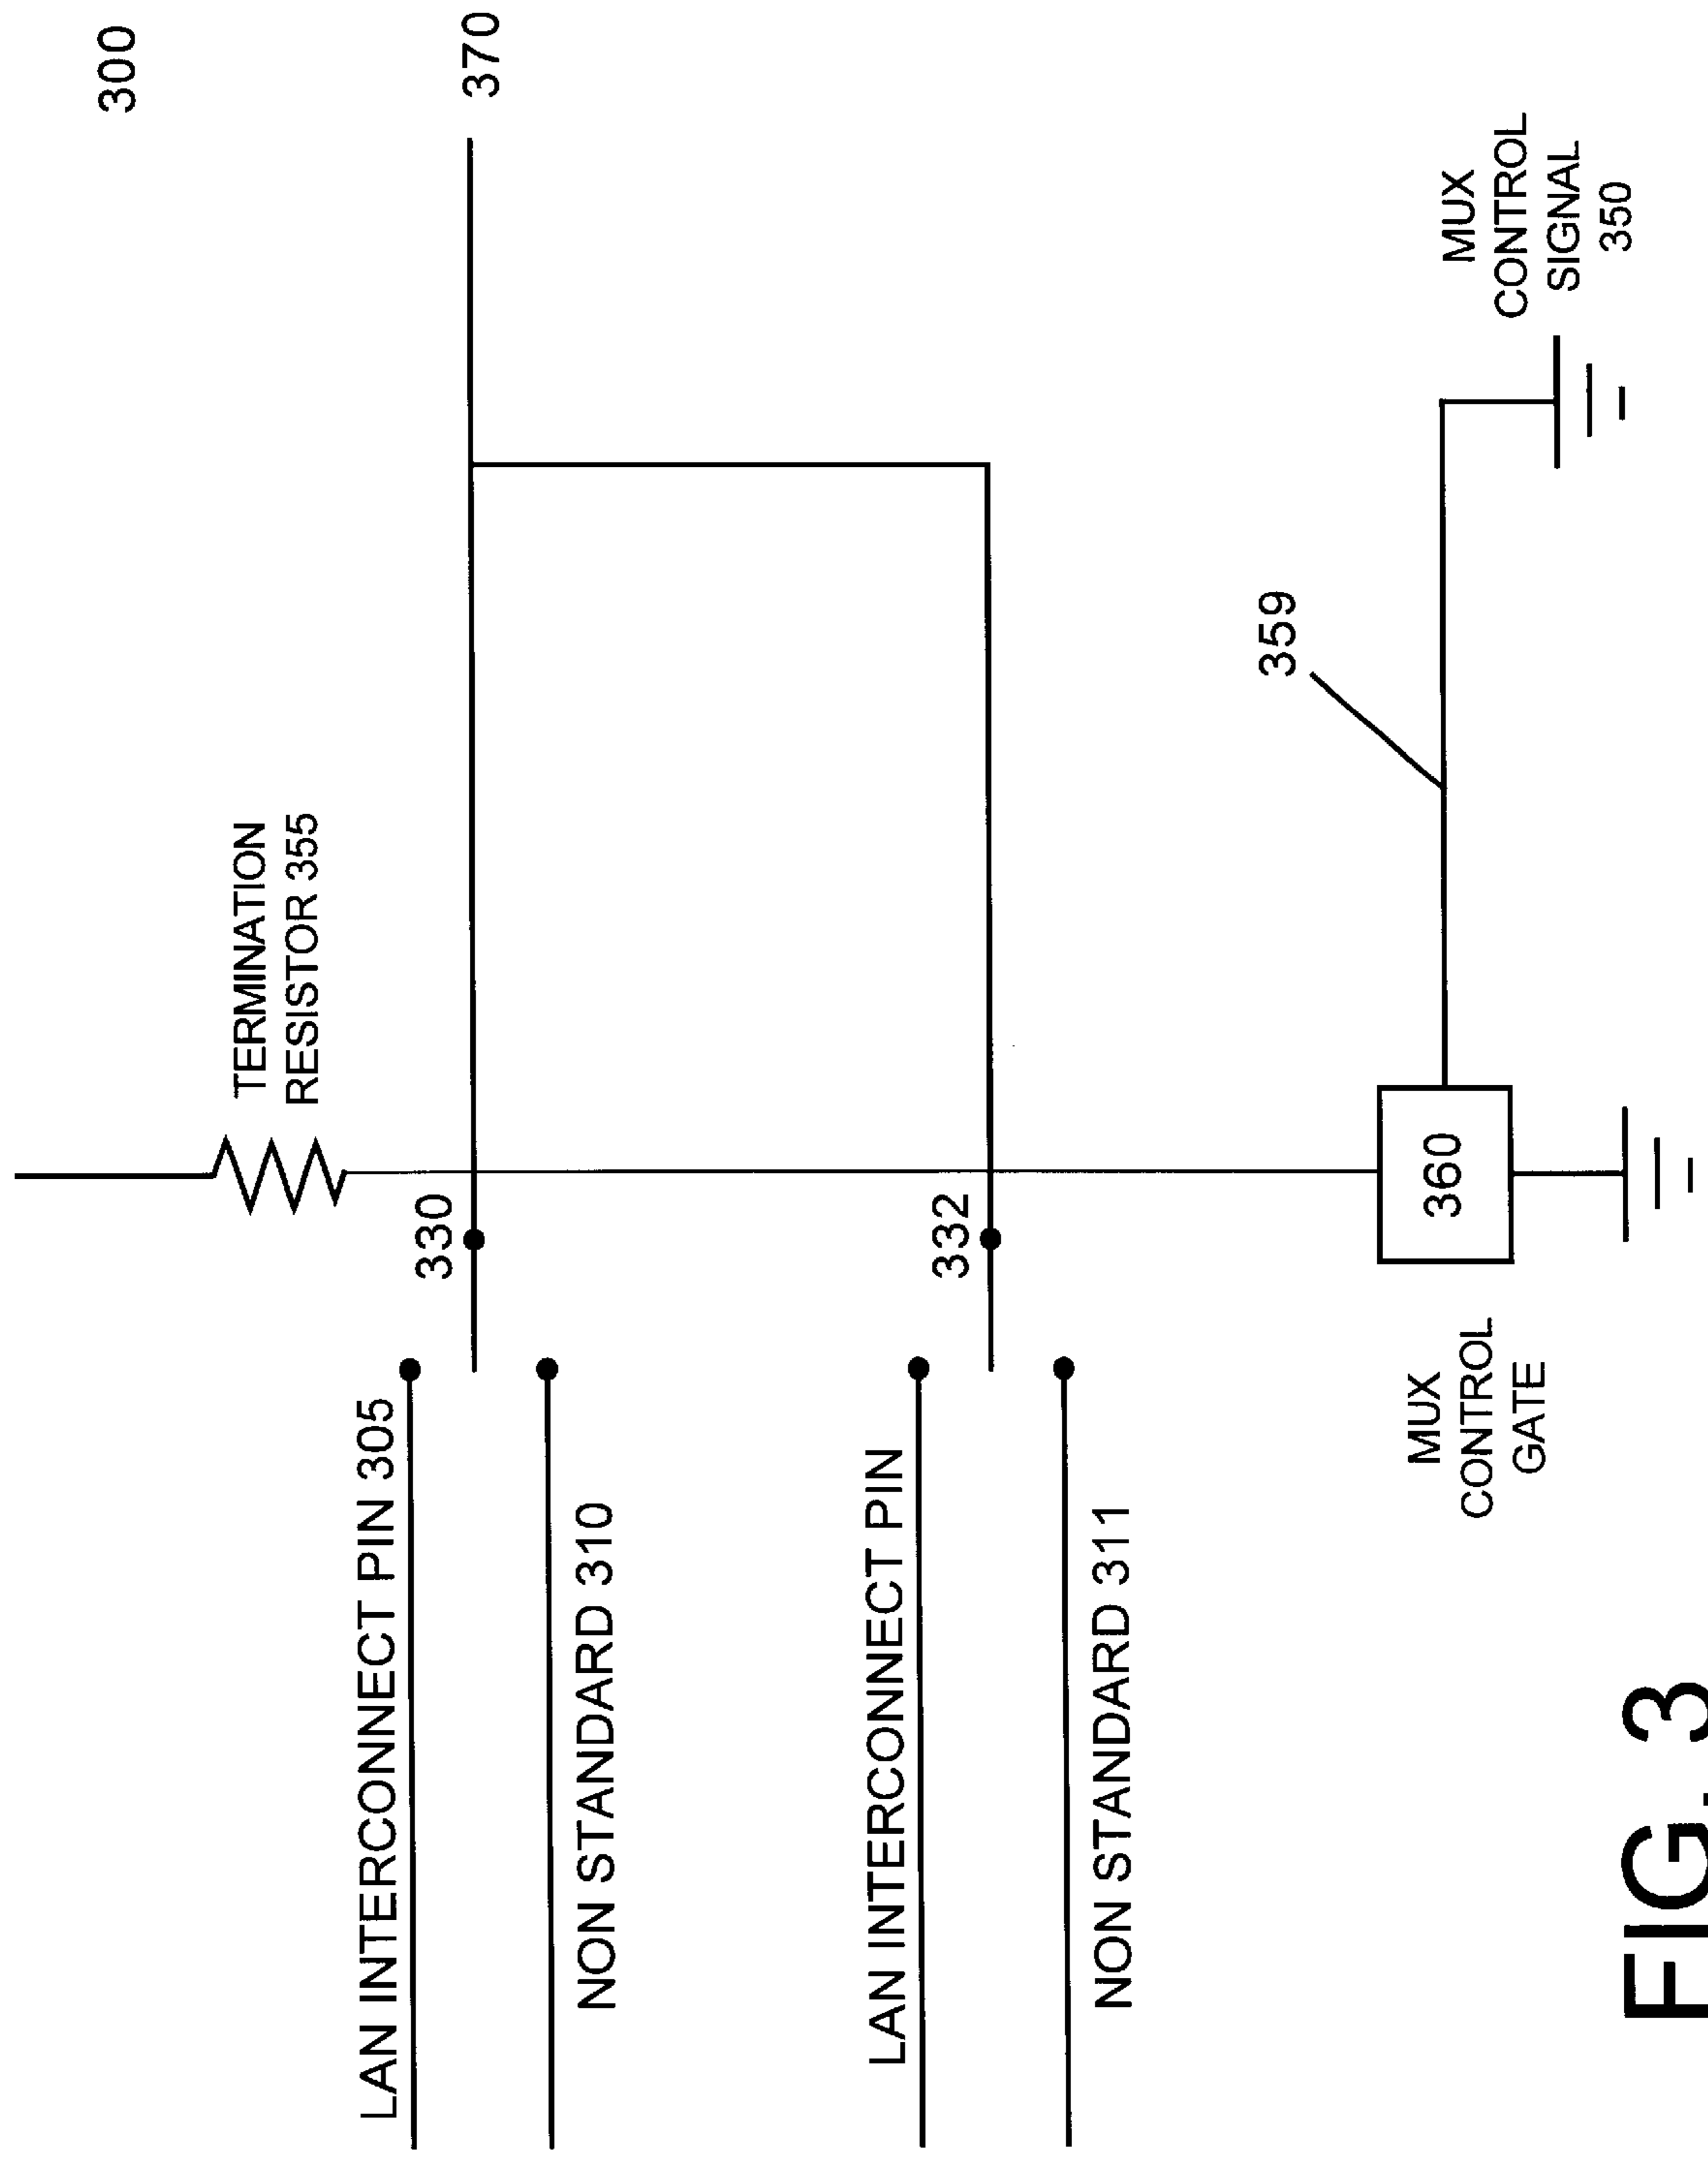 300
TERMINATION
RESISTOR 355
370
330
LAN INTERCONNECT PIN 305
NON STANDARD 310
332
LAN INTERCONNECT PIN
NON STANDARD 311
359
360
MUX
CONTROL
GATE
MUX
CONTROL
SIGNAL
350
FIG. 3